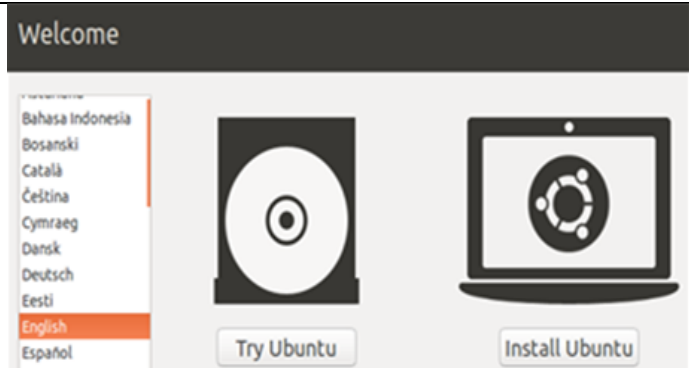 Welcome
Bahasa Indonesia
Bosanski
Català
Čeština
Cymraeg
Dansk
Deutsch
Eesti
English
Español
Try Ubuntu
Install Ubuntu